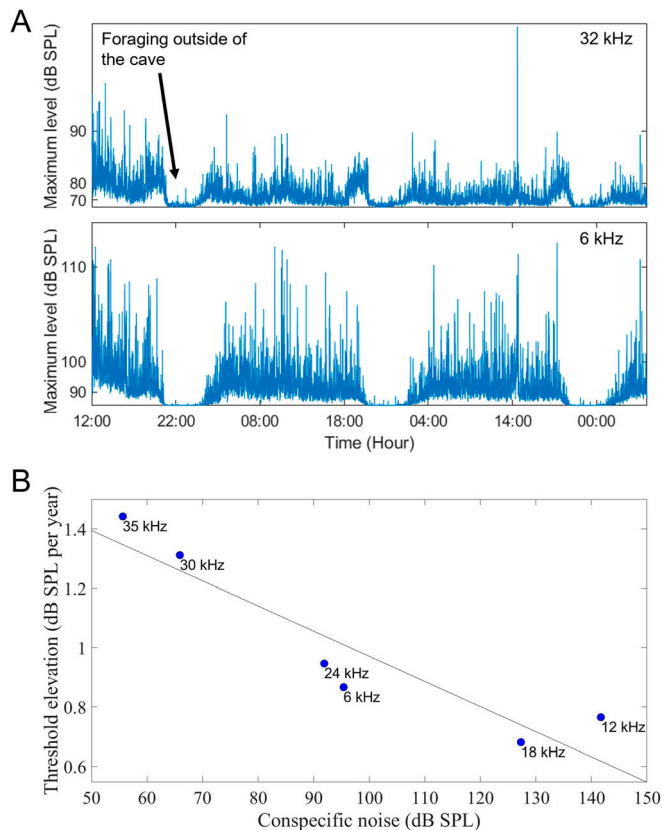 A
Foraging outside of
the cave
32 kHz
Maximum level (dB SPL)
90
80
70
6 kHz
Maximum level (dB SPL)
110
100
90
12:00 22:00 08:00 18:00 04:00 14:00 00:00
Time (Hour)
B
Threshold elevation (dB SPL per year)
1.4
1.2
1
0.8
0.6
35 kHz
30 kHz
24 kHz
6 kHz
12 kHz
18 kHz
50 60 70 80 90 100 110 120 130 140 150
Conspecific noise (dB SPL)